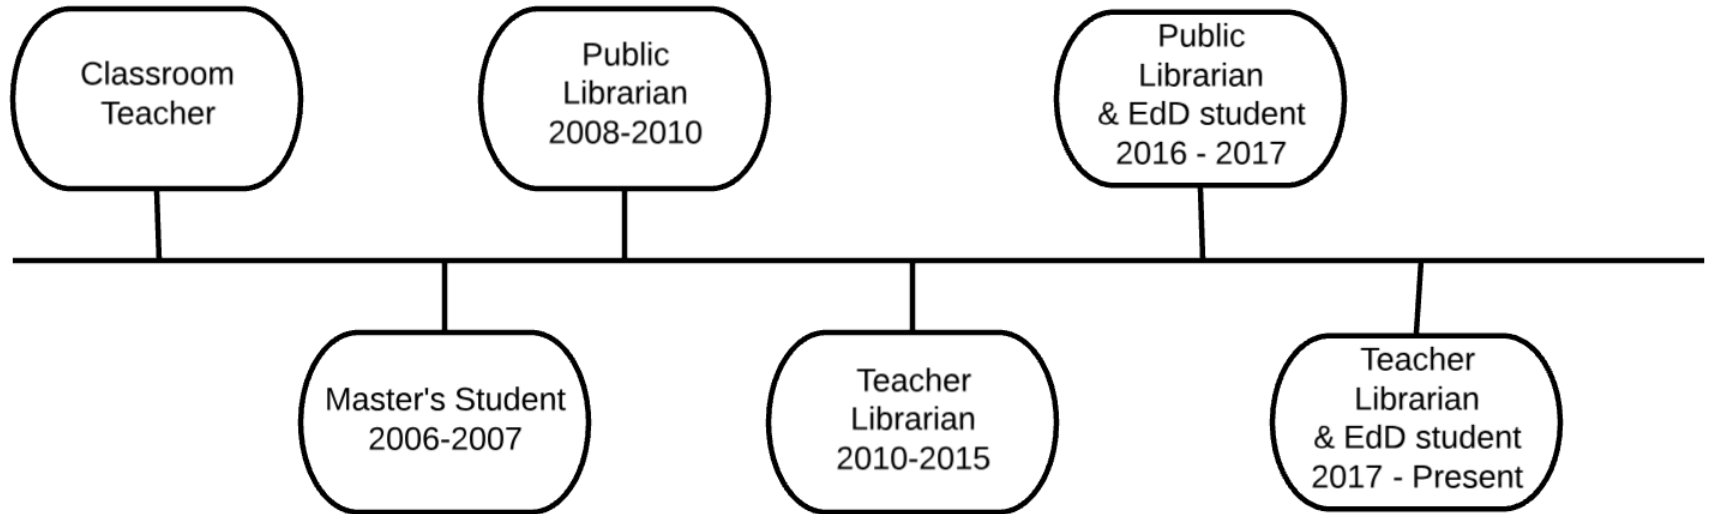 Classroom
Teacher
Master's Student
2006-2007
Public
Librarian
2008-2010
Teacher
Librarian
2010-2015
Public
Librarian
& EdD student
2016 - 2017
Teacher
Librarian
& EdD student
2017 - Present